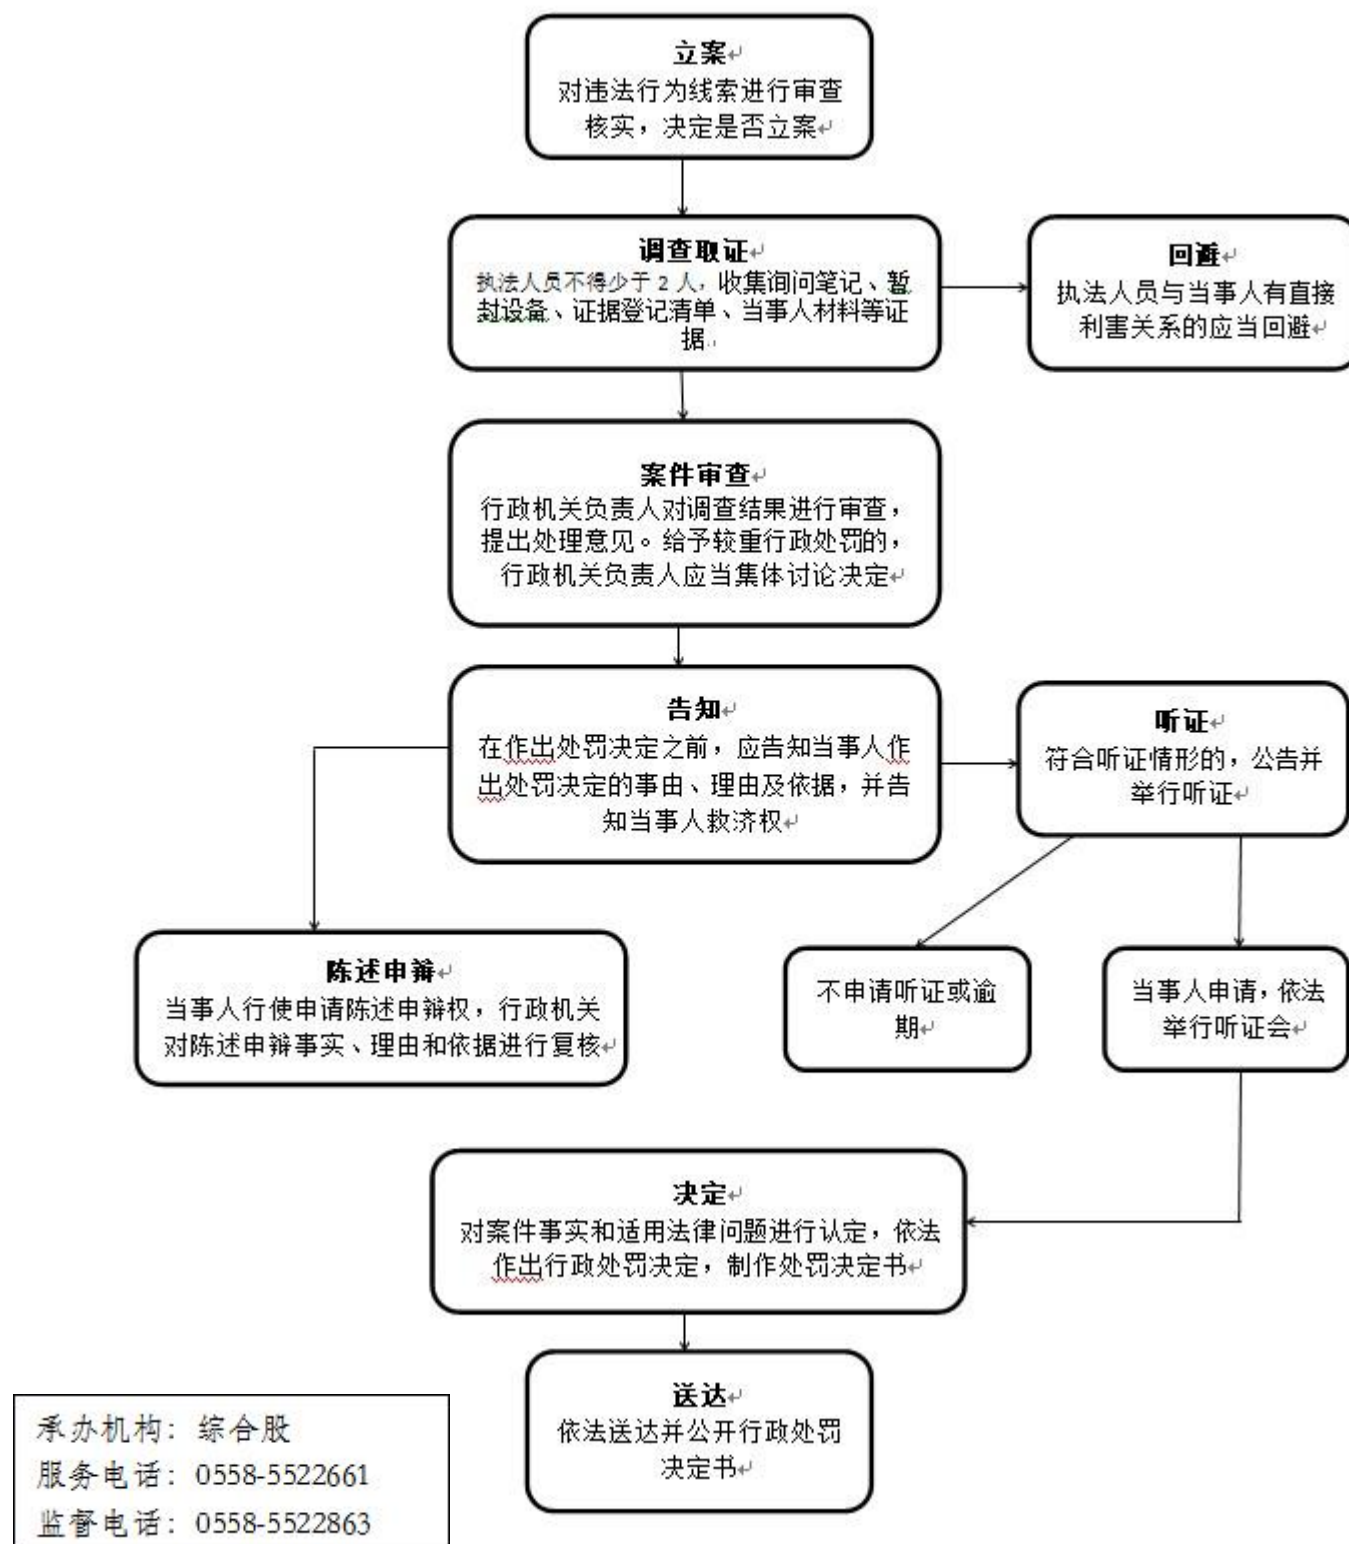 立案
对违法行为线索进行审查
核实，决定是否立案
调查取证
执法人员不得少于 2 人，收集询问笔记、暂
封设备、证据登记清单、当事人材料等证
据。
回避
执法人员与当事人有直接
利害关系的应当回避
案件审查
行政机关负责人对调查结果进行审查，
提出处理意见。给予较重行政处罚的，
行政机关负责人应当集体讨论决定
告知
在作出处罚决定之前，应告知当事人作
出处罚决定的事由、理由及依据，并告
知当事人救济权
听证
符合听证情形的，公告并
举行听证
陈述申辩
当事人行使申请陈述申辩权，行政机关
对陈述申辩事实、理由和依据进行复核
不申请听证或逾
期
当事人申请，依法
举行听证会
决定
对案件事实和适用法律问题进行认定，依法
作出行政处罚决定，制作处罚决定书
送达
依法送达并公开行政处罚
决定书
承办机构：综合股
服务电话：0558-5522661
监督电话：0558-5522863